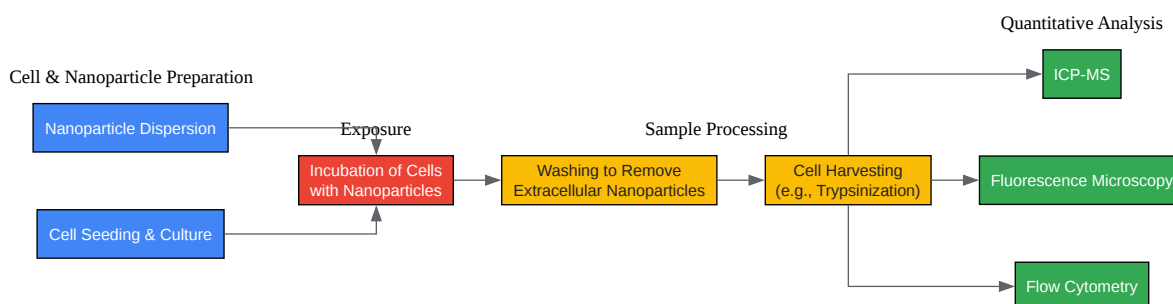 Quantitative Analysis
Cell & Nanoparticle Preparation
ICP-MS
Nanoparticle Dispersion
Exposure
Sample Processing
Incubation of Cells
with Nanoparticles
Washing to Remove
Extracellular Nanoparticles
Cell Harvesting
(e.g., Trypsinization)
Fluorescence Microscopy
Cell Seeding & Culture
Flow Cytometry